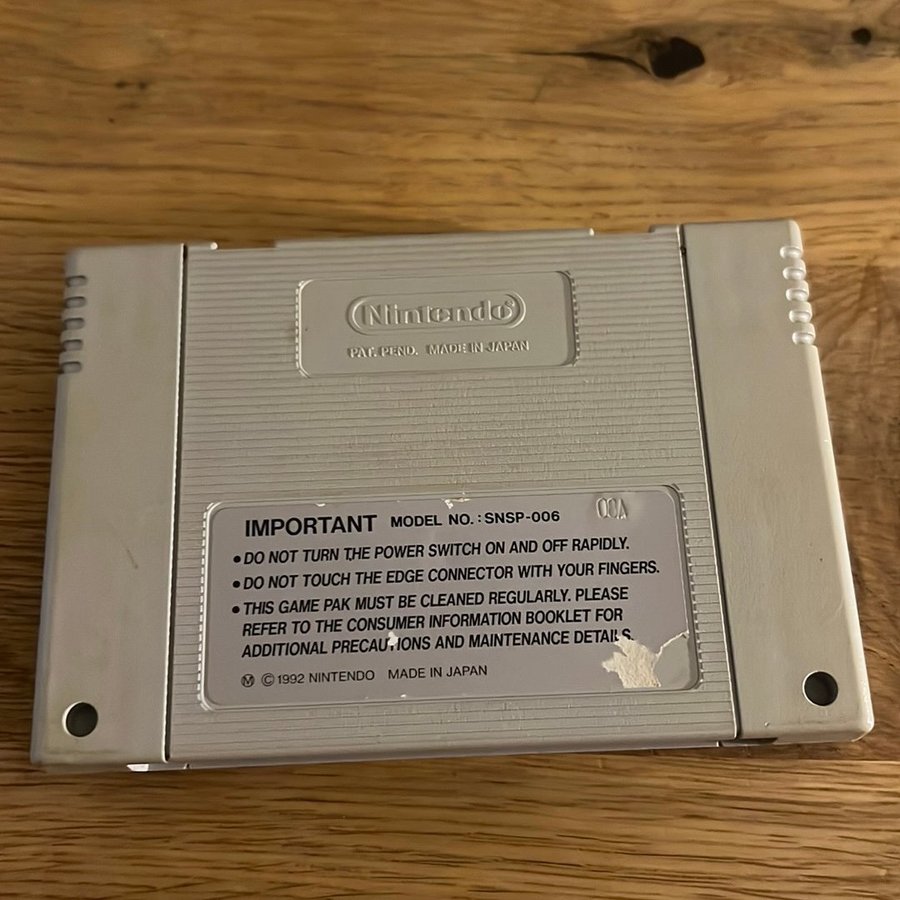 Nintendo®
PAT. PEND. MADE IN JAPAN
IMPORTANT MODEL NO. : SNSP-006
00A
• DO NOT TURN THE POWER SWITCH ON AND OFF RAPIDLY.
• DO NOT TOUCH THE EDGE CONNECTOR WITH YOUR FINGERS.
• THIS GAME PAK MUST BE CLEANED REGULARLY. PLEASE
REFER TO THE CONSUMER INFORMATION BOOKLET FOR
ADDITIONAL PRECAUTIONS AND MAINTENANCE DETAILS.
Ⓜ © 1992 NINTENDO MADE IN JAPAN